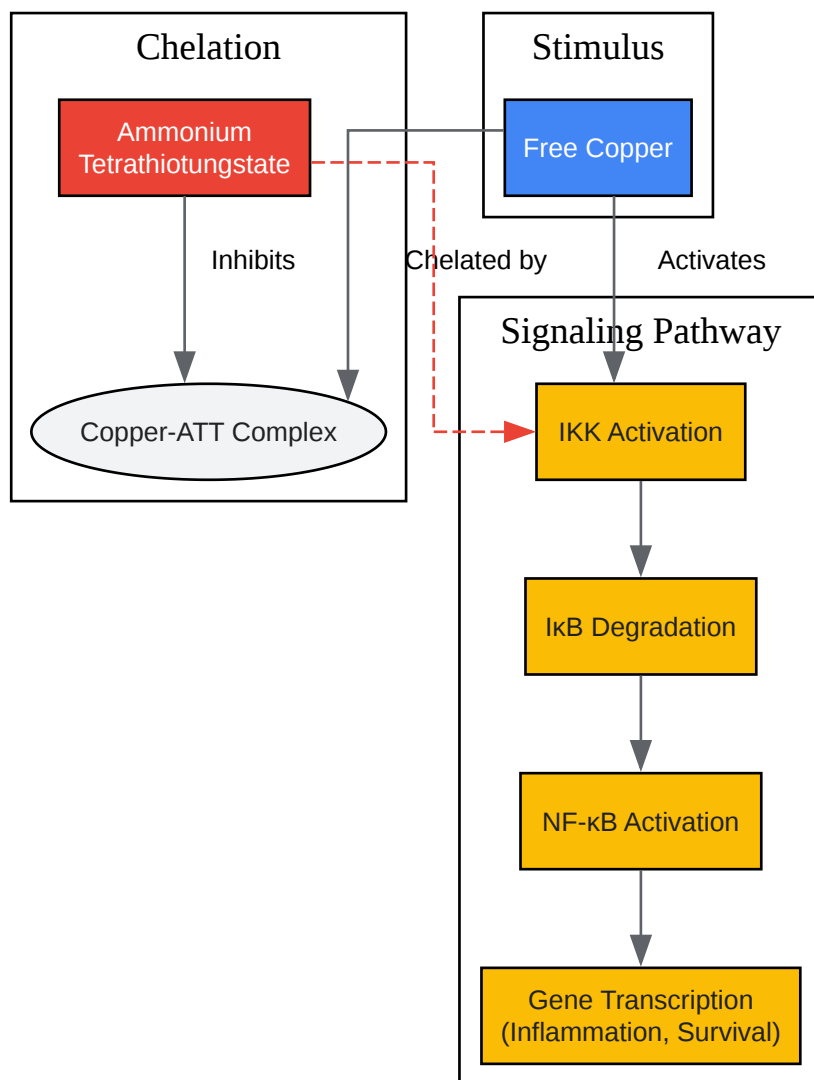 Chelation
Stimulus
Ammonium
Tetrathiotungstate
Free Copper
Inhibits
Chelated by
Activates
Signaling Pathway
Copper-ATT Complex
IKK Activation
IκB Degradation
NF-κB Activation
Gene Transcription
(Inflammation, Survival)